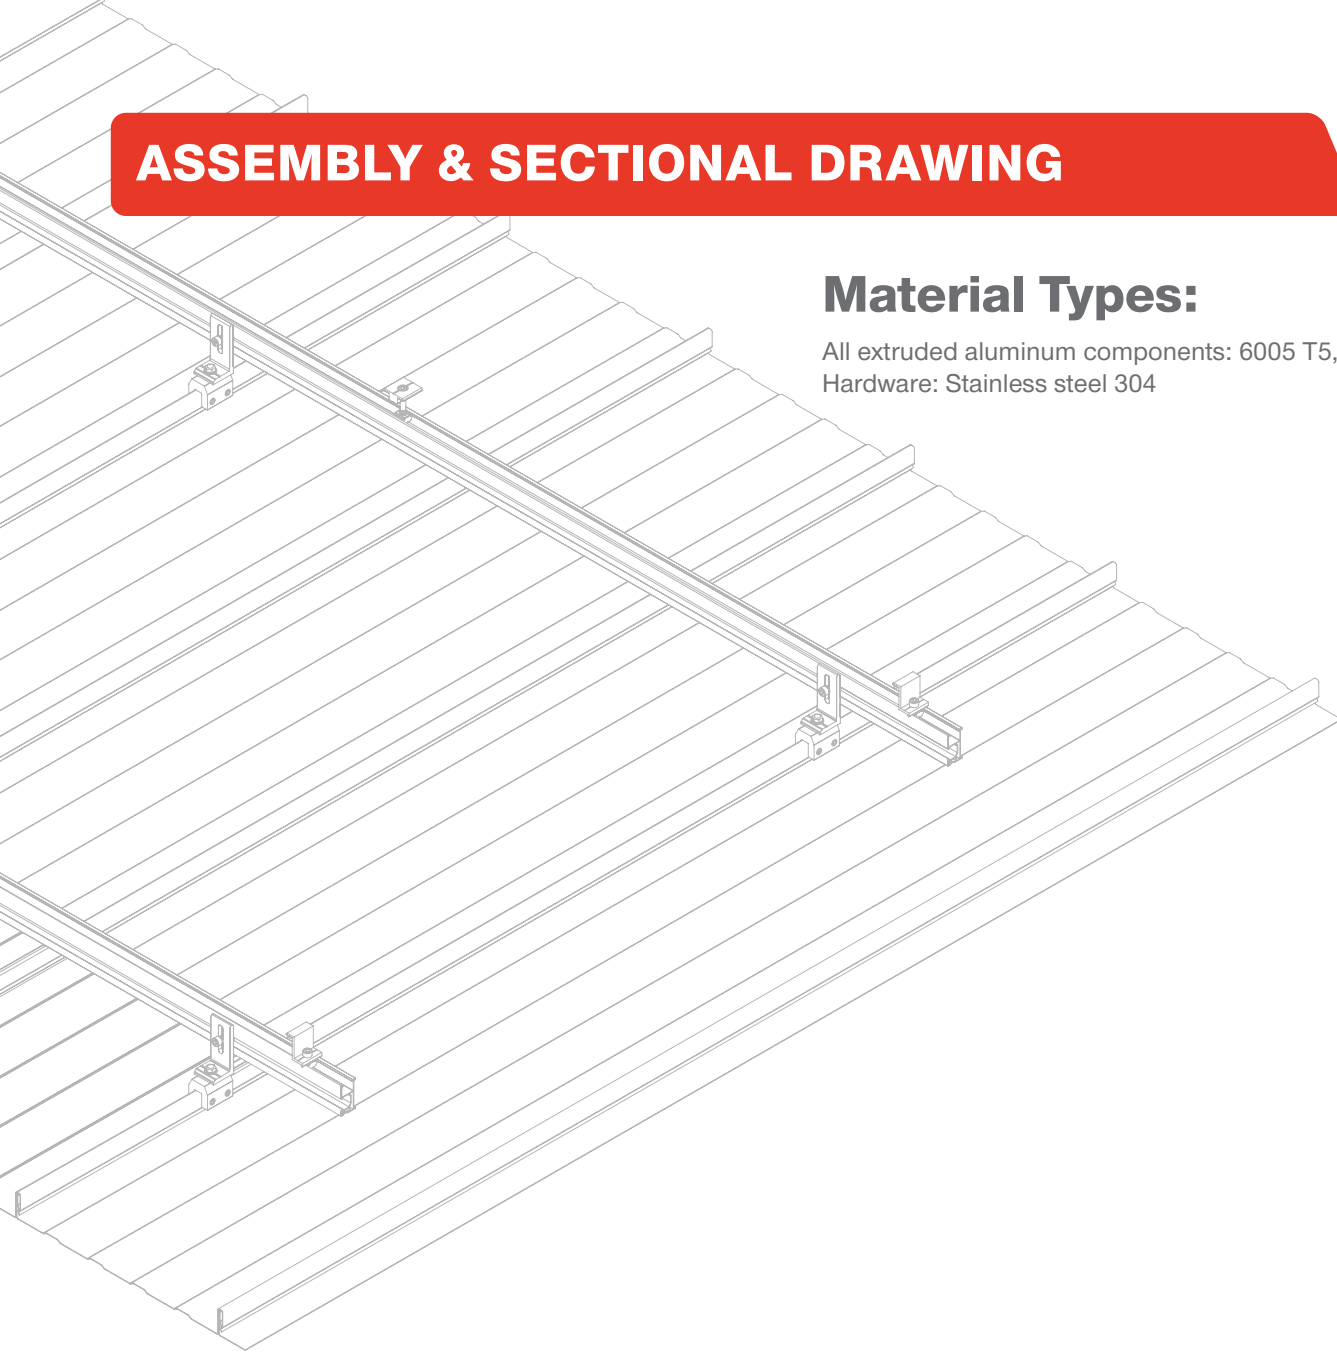 ASSEMBLY & SECTIONAL DRAWING
Material Types:
All extruded aluminum components: 6005 T5,
Hardware: Stainless steel 304